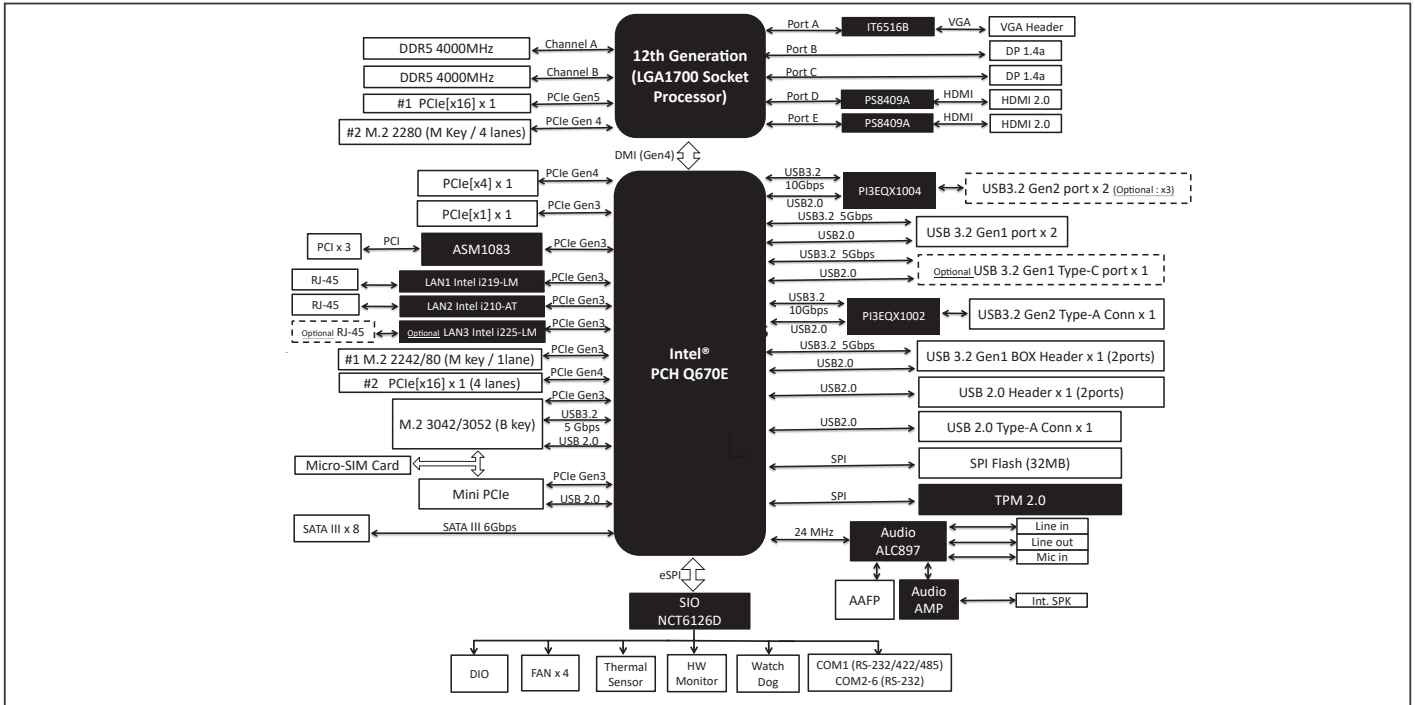 DDR5 4000MHz
Channel A
DDR5 4000MHz
Channel B
#1 PCIe[x16] x 1
PCIe Gen5
#2 M.2 2280 (M Key / 4 lanes)
PCIe Gen 4
12th Generation
(LGA1700 Socket
Processor)
Port A
IT6516B
VGA
VGA Header
Port B
DP 1.4a
Port C
DP 1.4a
Port D
PS8409A
HDMI
HDMI 2.0
Port E
PS8409A
HDMI
HDMI 2.0
DMI (Gen4)
PCIe[x4] x 1
PCIe Gen4
PCIe[x1] x 1
PCIe Gen3
PCI x 3
PCI
ASM1083
PCIe Gen3
RJ-45
LAN1 Intel i219-LM
PCIe Gen3
RJ-45
LAN2 Intel i210-AT
PCIe Gen3
Optional RJ-45
Optional LAN3 Intel i225-LM
PCIe Gen3
#1 M.2 2242/80 (M key / 1lane)
PCIe Gen3
#2 PCIe[x16] x 1 (4 lanes)
PCIe Gen4
M.2 3042/3052 (B key)
PCIe Gen3
USB3.2
5 Gbps
USB 2.0
Micro-SIM Card
Mini PCIe
PCIe Gen3
USB 2.0
SATA III x 8
SATA III 6Gbps
Intel®
PCH Q670E
USB3.2
10Gbps
USB2.0
PI3EQX1004
USB3.2 Gen2 port x 2 (Optional : x3)
USB3.2 5Gbps
USB2.0
USB 3.2 Gen1 port x 2
USB3.2 5Gbps
USB2.0
Optional USB 3.2 Gen1 Type-C port x 1
USB3.2
10Gbps
USB2.0
PI3EQX1002
USB3.2 Gen2 Type-A Conn x 1
USB3.2 5Gbps
USB2.0
USB 3.2 Gen1 BOX Header x 1 (2ports)
USB2.0
USB 2.0 Header x 1 (2ports)
USB2.0
USB 2.0 Type-A Conn x 1
SPI
SPI Flash (32MB)
SPI
TPM 2.0
24 MHz
Audio
ALC897
Line in
Line out
Mic in
AAFP
Audio
AMP
Int. SPK
eSPI
SIO
NCT6126D
DIO
FAN x 4
Thermal
Sensor
HW
Monitor
Watch
Dog
COM1 (RS-232/422/485)
COM2-6 (RS-232)